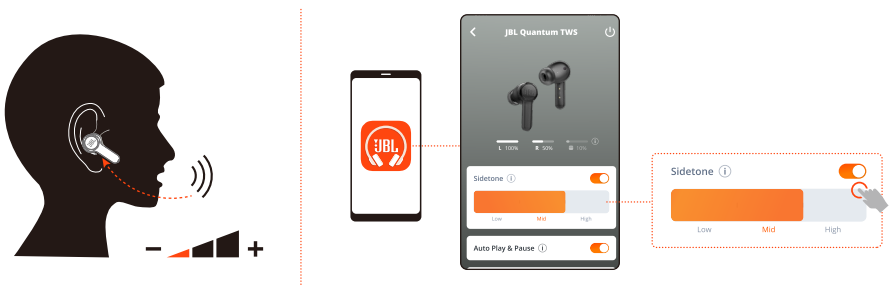 JBL
JBL Quantum TWS
L 100% R 50% 10%
Sidetone i
Low Mid High
Auto Play & Pause i
Sidetone i
Low Mid High